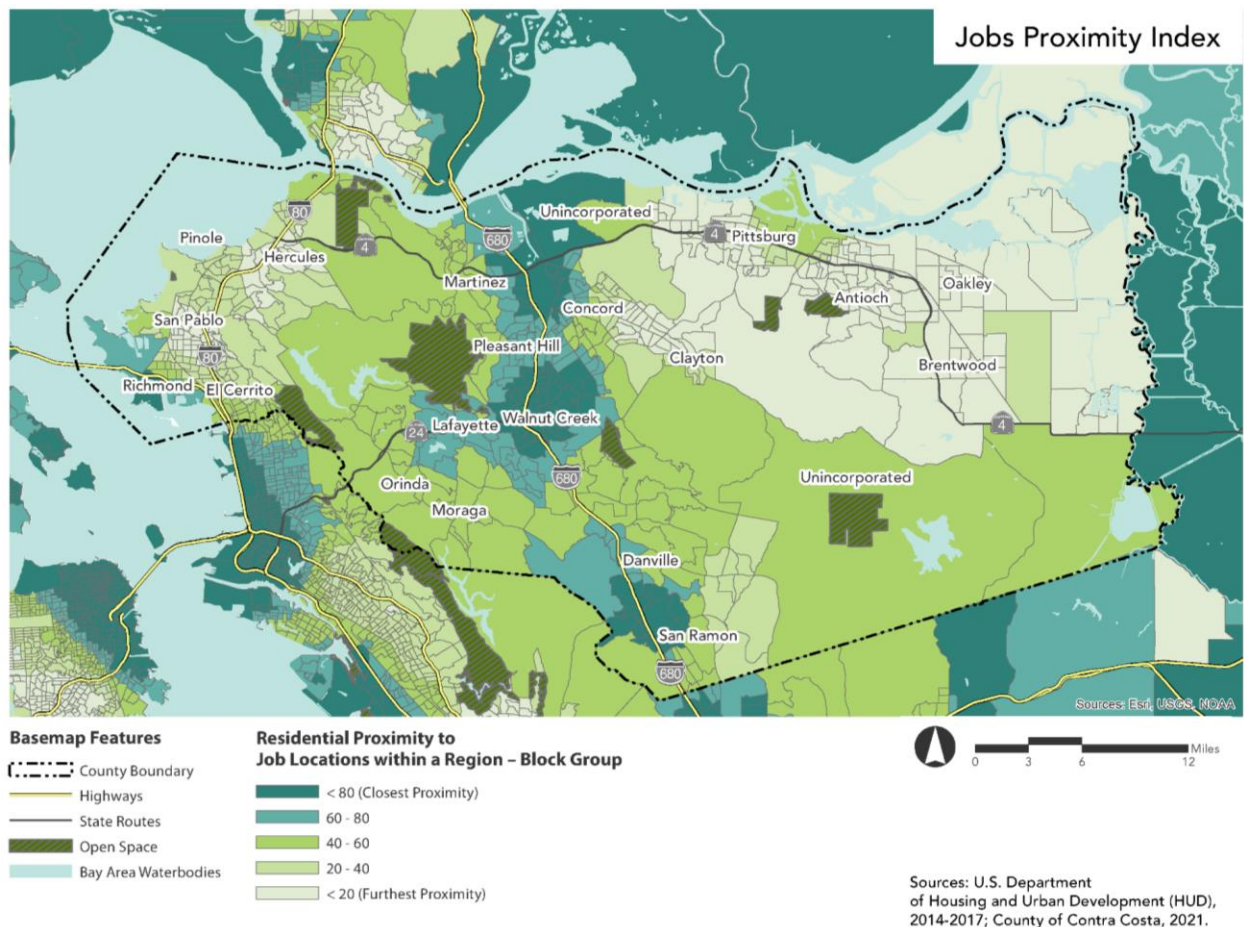 Jobs Proximity Index
80
Unincorporated
Pinole
680
4
Pittsburg
Hercules
4
Martinez
Oakley
Antioch
Concord
San Pablo
Pleasant Hill
80
Clayton
Brentwood
Richmond
El Cerrito
Walnut Creek
Lafayette
4
24
680
Unincorporated
Orinda
Moraga
Danville
San Ramon
680
Sources: Esri, USGS, NOAA
Basemap Features
County Boundary
Highways
State Routes
Open Space
Bay Area Waterbodies
Residential Proximity to
Job Locations within a Region – Block Group
< 80 (Closest Proximity)
60 - 80
40 - 60
20 - 40
< 20 (Furthest Proximity)
Miles
0 3 6 12
Sources: U.S. Department
of Housing and Urban Development (HUD),
2014-2017; County of Contra Costa, 2021.